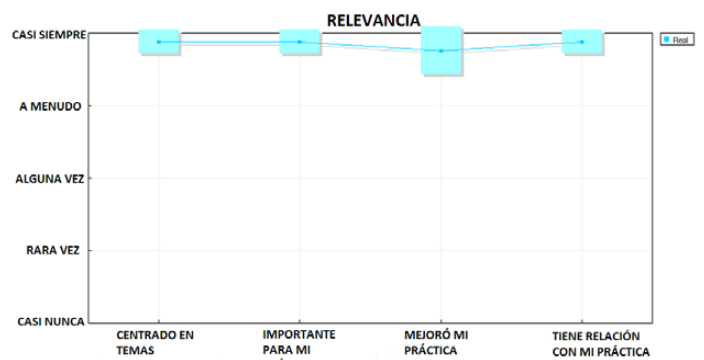 RELEVANCIA
CASI SIEMPRE
Real
A MENUDO
ALGUNA VEZ
RARA VEZ
CASI NUNCA
CENTRADO EN
TEMAS
IMPORTANTE
PARA MI
MEJORÓ MI
PRÁCTICA
TIENE RELACIÓN
CON MI PRÁCTICA